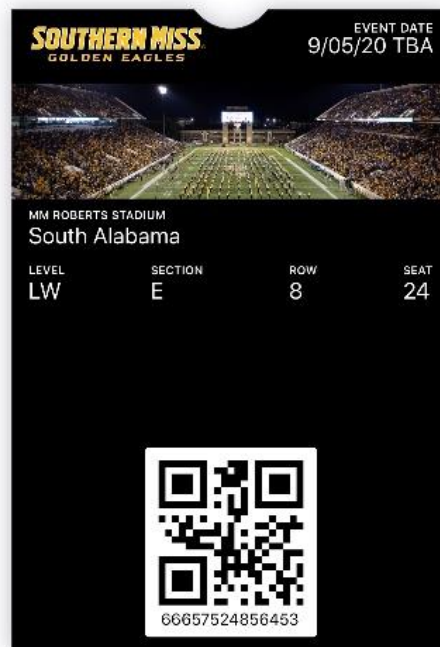 SOUTHERN MISS
GOLDEN EAGLES
EVENT DATE
9/05/20 TBA
MM ROBERTS STADIUM
South Alabama
LEVEL SECTION ROW SEAT
LW E 8 24
66657524856453